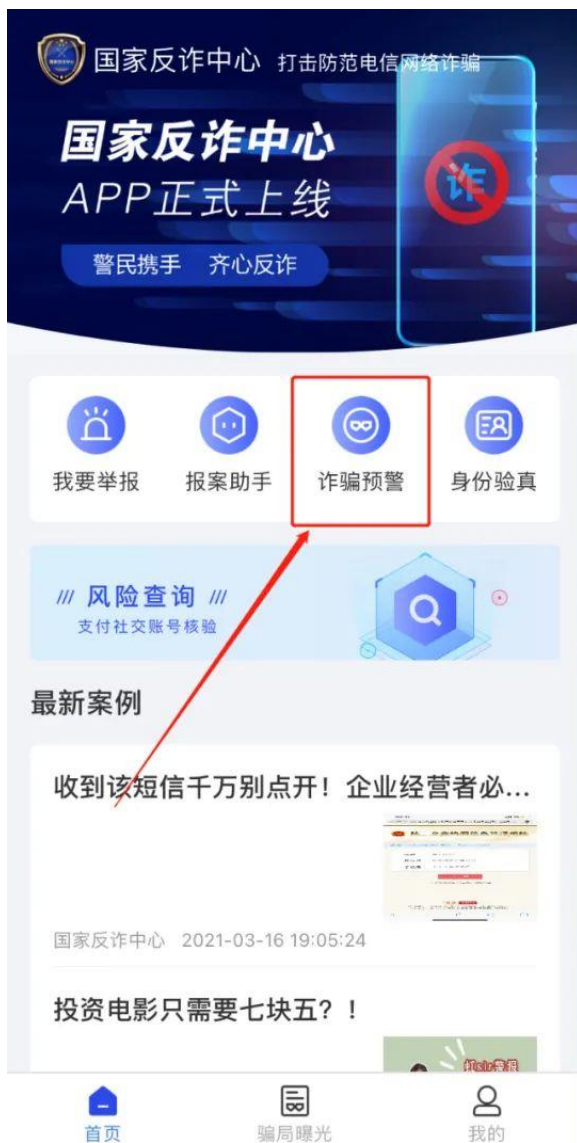 国家反诈中心 打击防范电信网络诈骗
国家反诈中心
APP正式上线
诈
警民携手 齐心反诈
我要举报 报案助手 诈骗预警 身份验真
/// 风险查询 ///
支付社交账号核验
最新案例
收到该短信千万别点开！企业经营者必...
国家反诈中心 2021-03-16 19:05:24
投资电影只需要七块五？！
首页 骗局曝光 我的